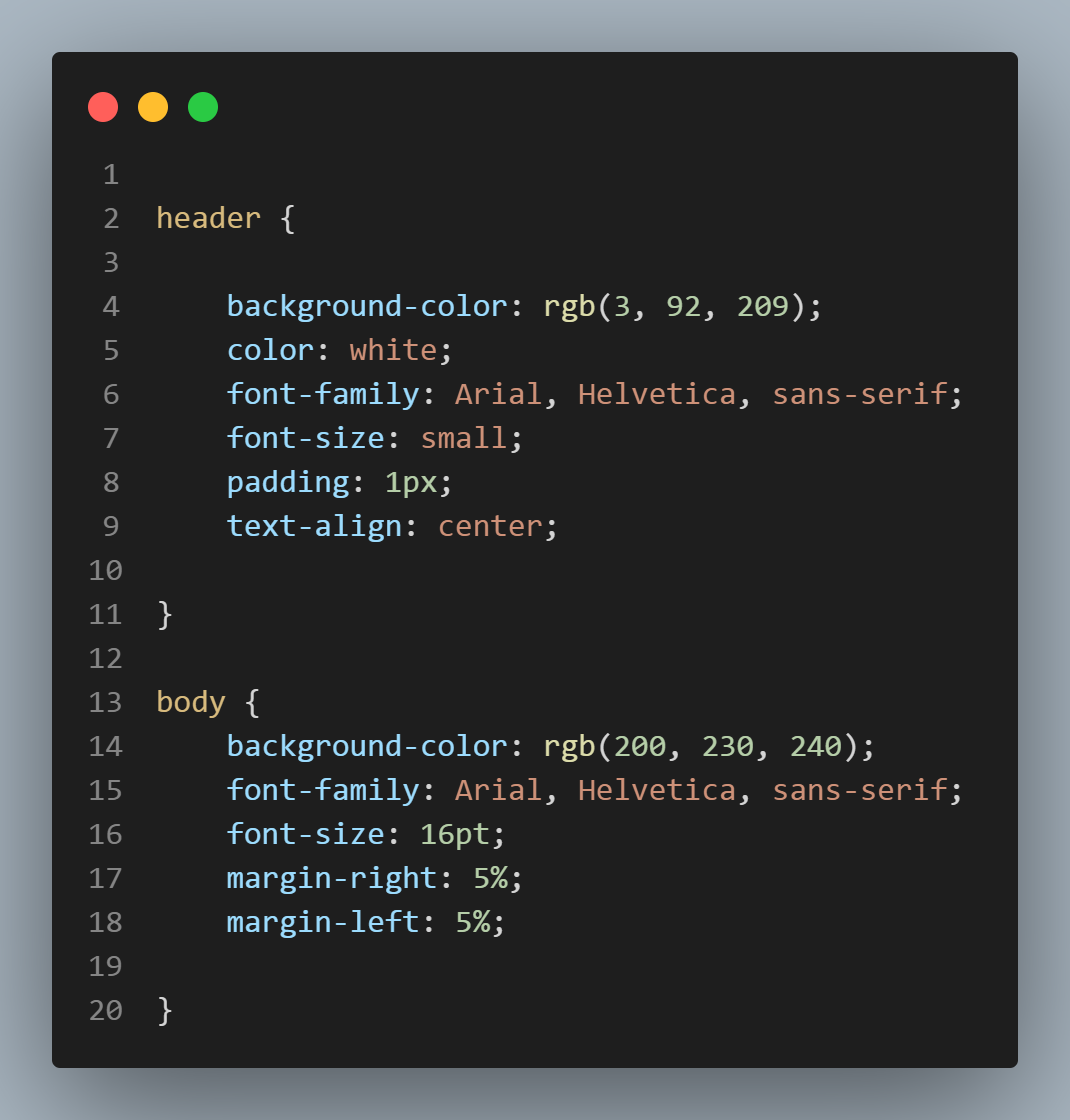 1
2 header {
3
4     background-color: rgb(3, 92, 209);
5     color: white;
6     font-family: Arial, Helvetica, sans-serif;
7     font-size: small;
8     padding: 1px;
9     text-align: center;
10
11 }
12
13 body {
14     background-color: rgb(200, 230, 240);
15     font-family: Arial, Helvetica, sans-serif;
16     font-size: 16pt;
17     margin-right: 5%;
18     margin-left: 5%;
19
20 }